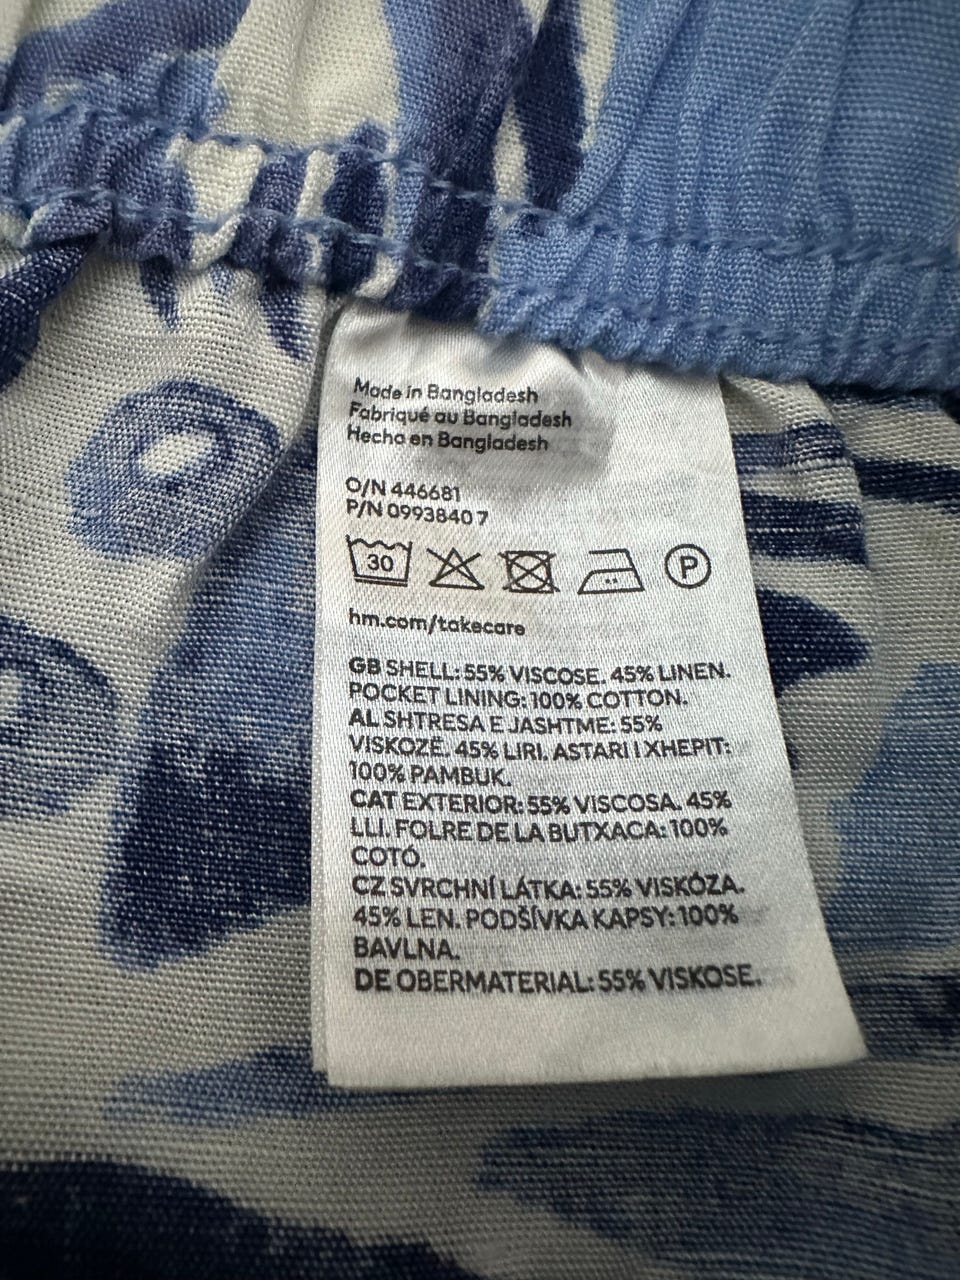 Made in Bangladesh
Fabriqué au Bangladesh
Hecho en Bangladesh
O/N 446681
P/N 0993840 7
30
P
hm.com/takecare
GB SHELL: 55% VISCOSE. 45% LINEN.
POCKET LINING: 100% COTTON.
AL SHTRESA E JASHTME: 55%
VISKOZË. 45% LIRI. ASTARI I XHEPIT:
100% PAMBUK.
CAT EXTERIOR: 55% VISCOSA. 45%
LLI. FOLRE DE LA BUTXACA: 100%
COTÓ.
CZ SVRCHNÍ LÁTKA: 55% VISKÓZA.
45% LEN. PODŠÍVKA KAPSY: 100%
BAVLNA.
DE OBERMATERIAL: 55% VISKOSE.